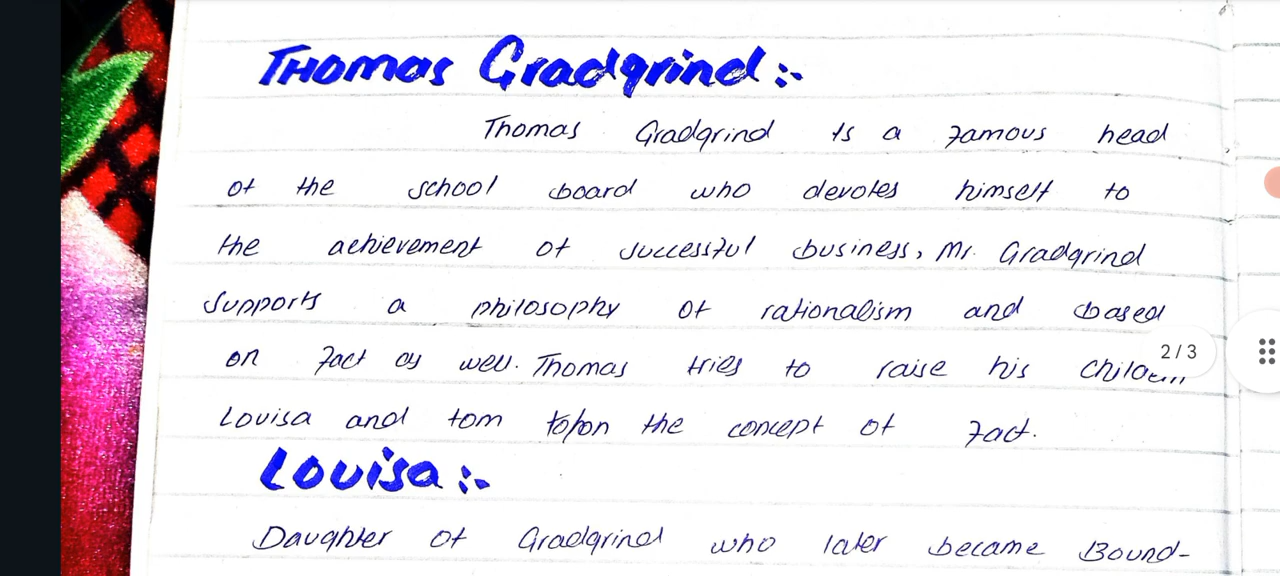 Thomas Gradgrind:-
Thomas Gradgrind is a famous head
of the school board who devotes himself to
the achievement of successful business, Mr. Gradgrind
supports a philosophy of rationalism and based
on fact as well. Thomas tries to raise his
2/3
Louisa and tom the concept of fact.
Louisa:-
Daughter of Gradgrind who later became Bound-